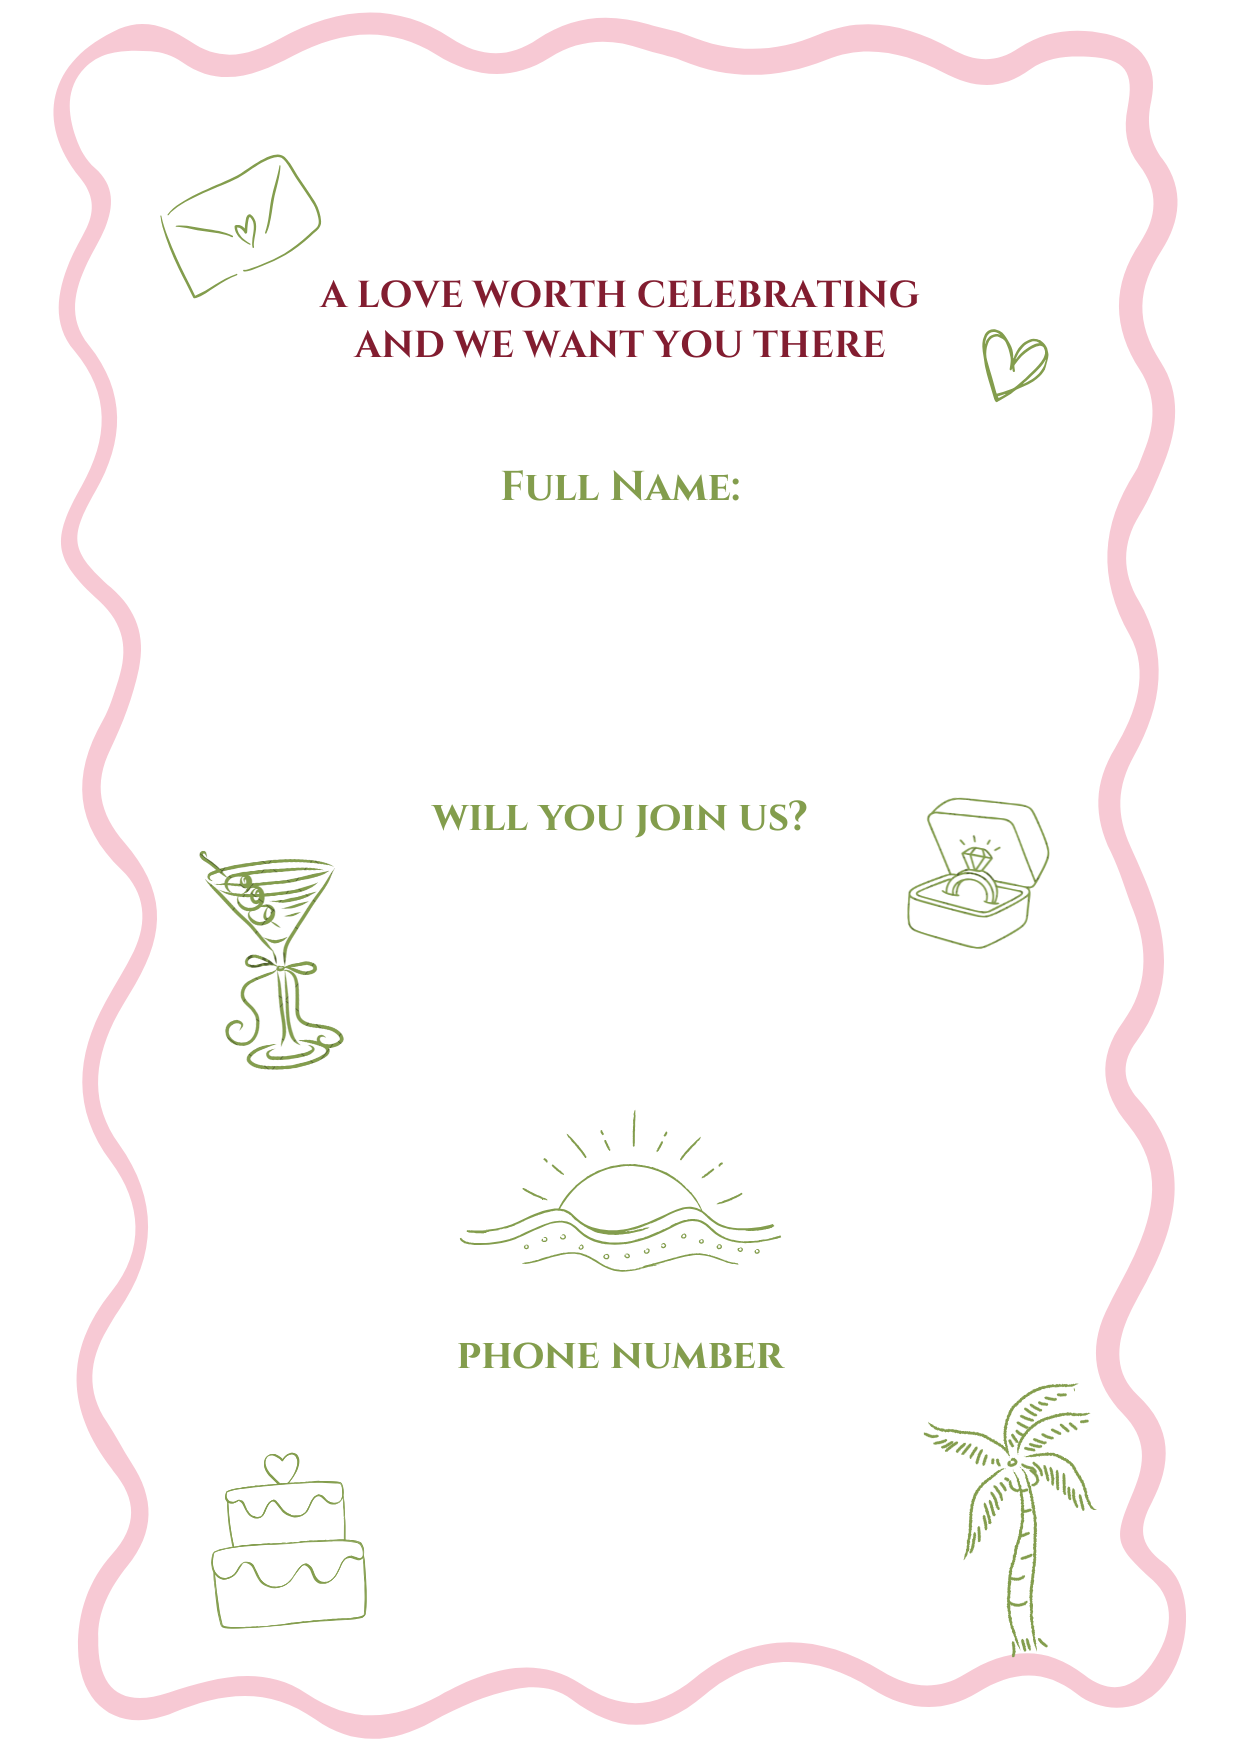 A LOVE WORTH CELEBRATING
AND WE WANT YOU THERE
Full Name:
WILL YOU JOIN US?
PHONE NUMBER